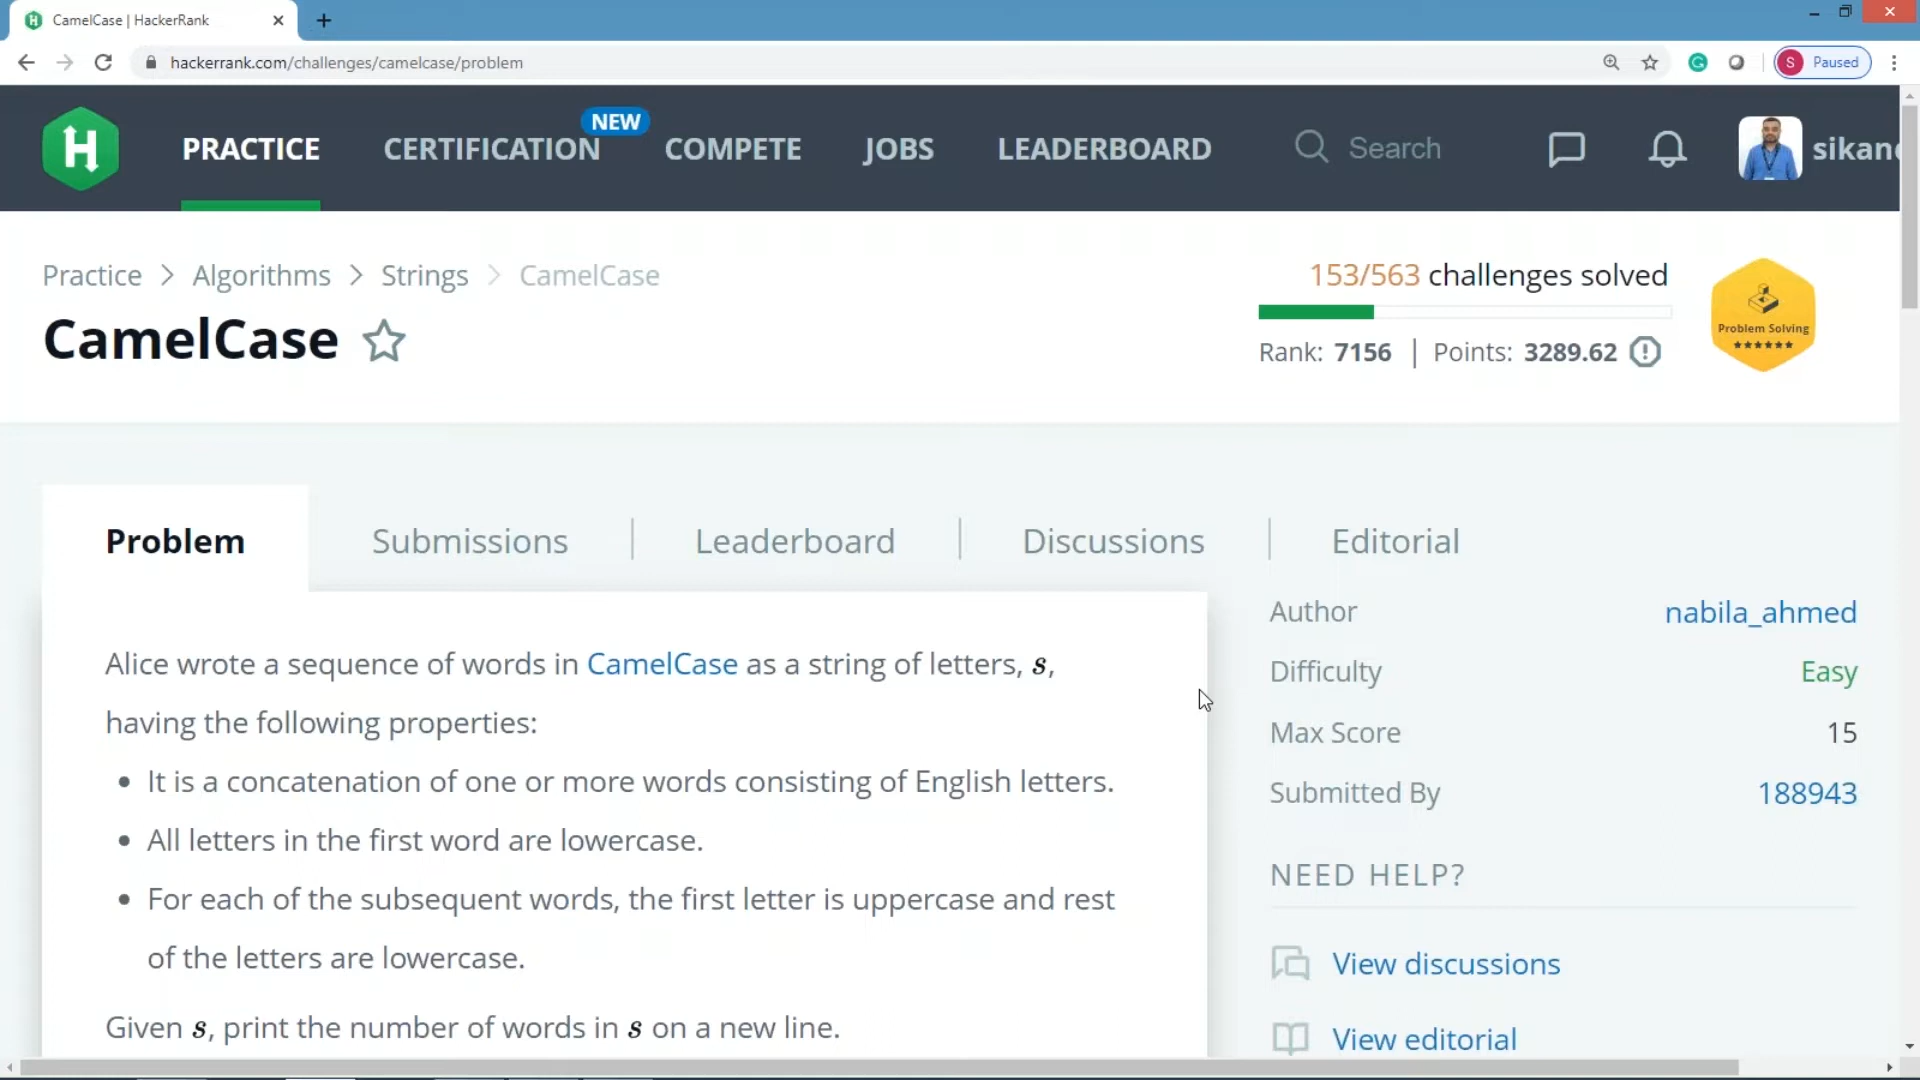 CamelCase | HackerRank
hackerrank.com/challenges/camelcase/problem
S Paused
H
PRACTICE CERTIFICATION NEW COMPETE JOBS LEADERBOARD Search
Practice > Algorithms > Strings > CamelCase
153/563 challenges solved
CamelCase
Rank: 7156 | Points: 3289.62
Problem Solving
Problem Submissions Leaderboard Discussions Editorial
Alice wrote a sequence of words in CamelCase as a string of letters, s,
having the following properties:
• It is a concatenation of one or more words consisting of English letters.
• All letters in the first word are lowercase.
• For each of the subsequent words, the first letter is uppercase and rest
of the letters are lowercase.
Given s, print the number of words in s on a new line.
Author nabila_ahmed
Difficulty Easy
Max Score 15
Submitted By 188943
NEED HELP?
View discussions
View editorial